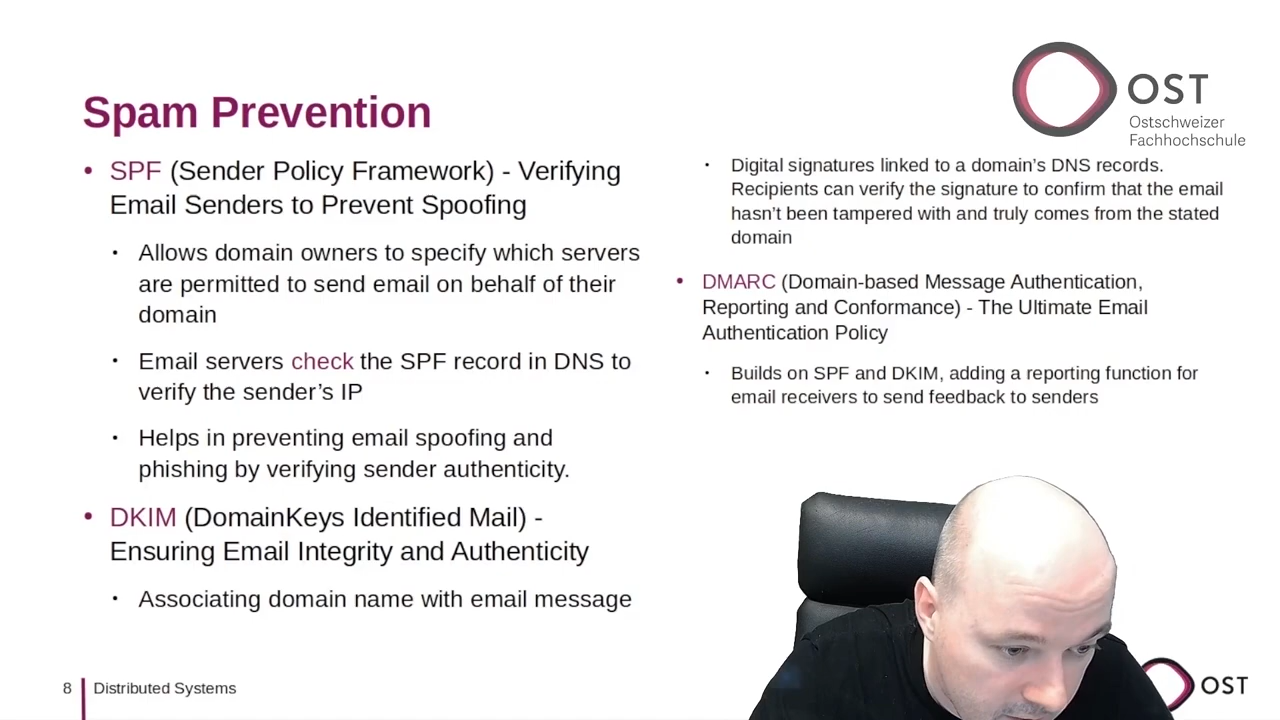 Spam Prevention
• SPF (Sender Policy Framework) - Verifying
Email Senders to Prevent Spoofing
• Allows domain owners to specify which servers
are permitted to send email on behalf of their
domain
• Email servers check the SPF record in DNS to
verify the sender’s IP
• Helps in preventing email spoofing and
phishing by verifying sender authenticity.
• DKIM (DomainKeys Identified Mail) -
Ensuring Email Integrity and Authenticity
• Associating domain name with email message
OST
Ostschweizer
Fachhochschule
• Digital signatures linked to a domain’s DNS records.
Recipients can verify the signature to confirm that the email
hasn’t been tampered with and truly comes from the stated
domain
• DMARC (Domain-based Message Authentication,
Reporting and Conformance) - The Ultimate Email
Authentication Policy
• Builds on SPF and DKIM, adding a reporting function for
email receivers to send feedback to senders
8 Distributed Systems
OST